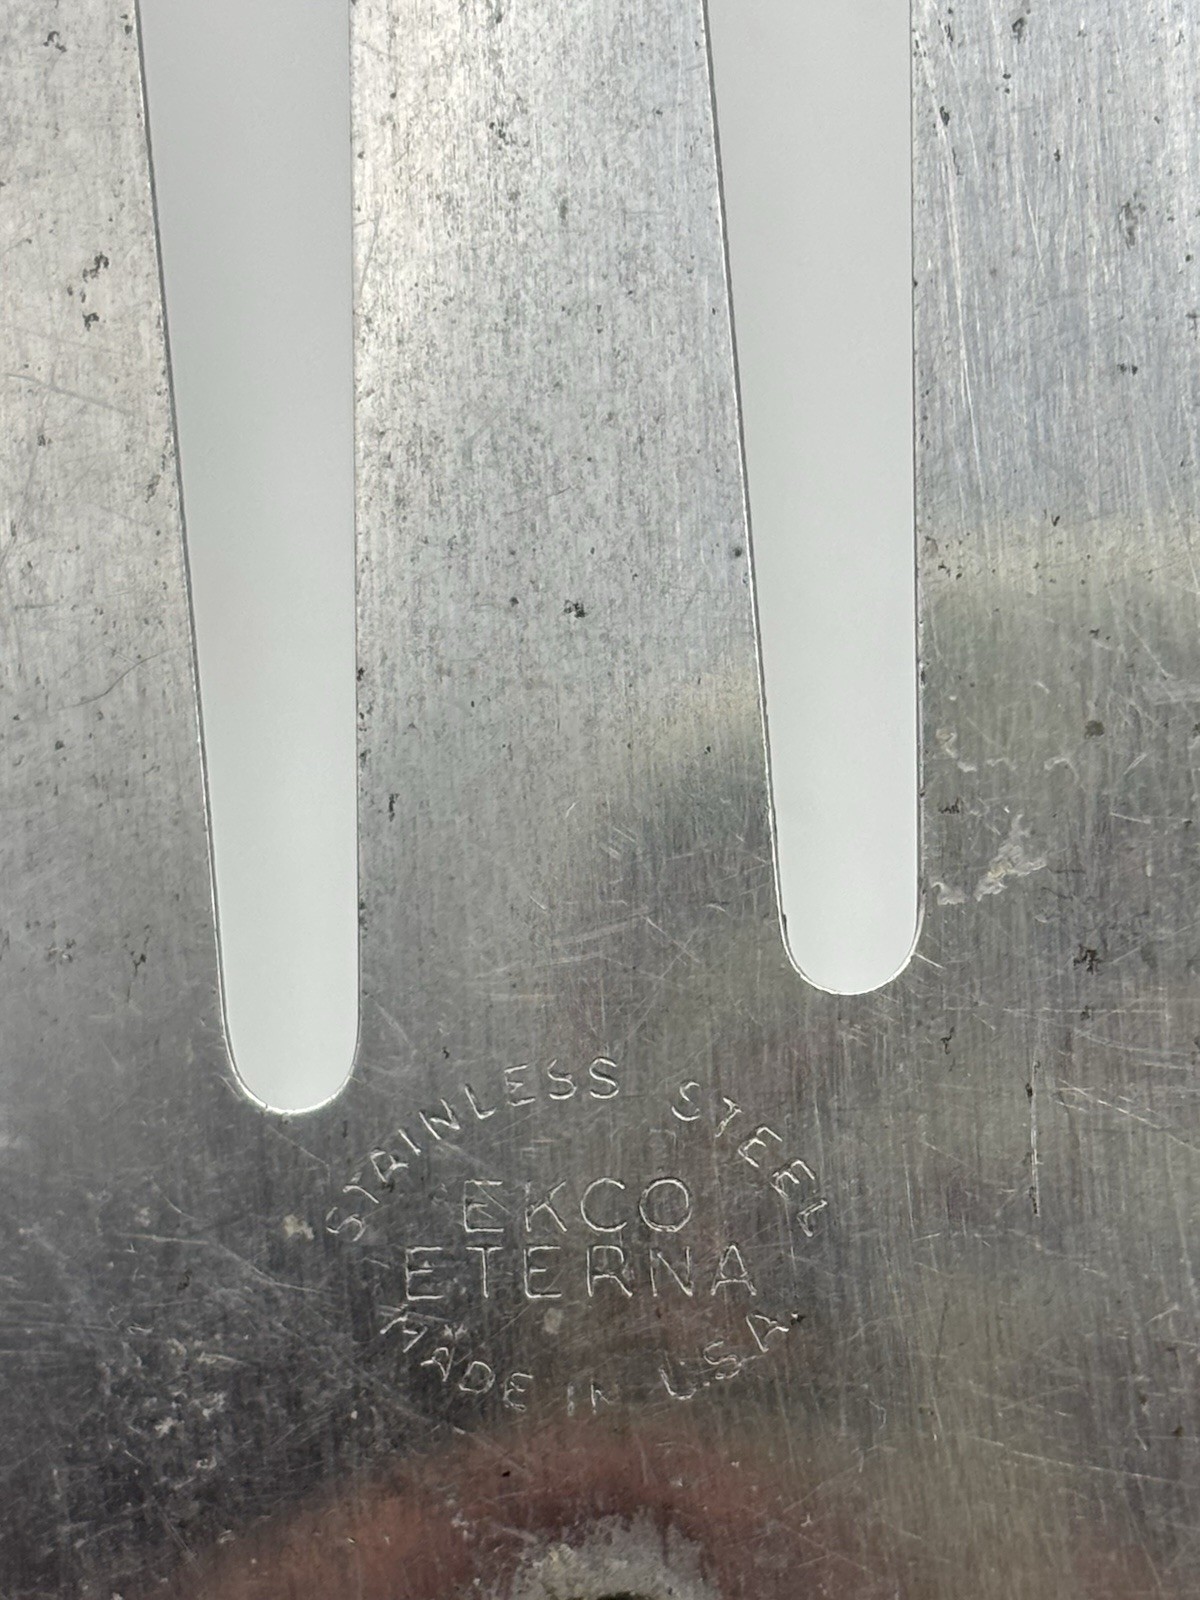 STAINLESS STEEL
EKCO
ETERNA
MADE IN U.S.A.